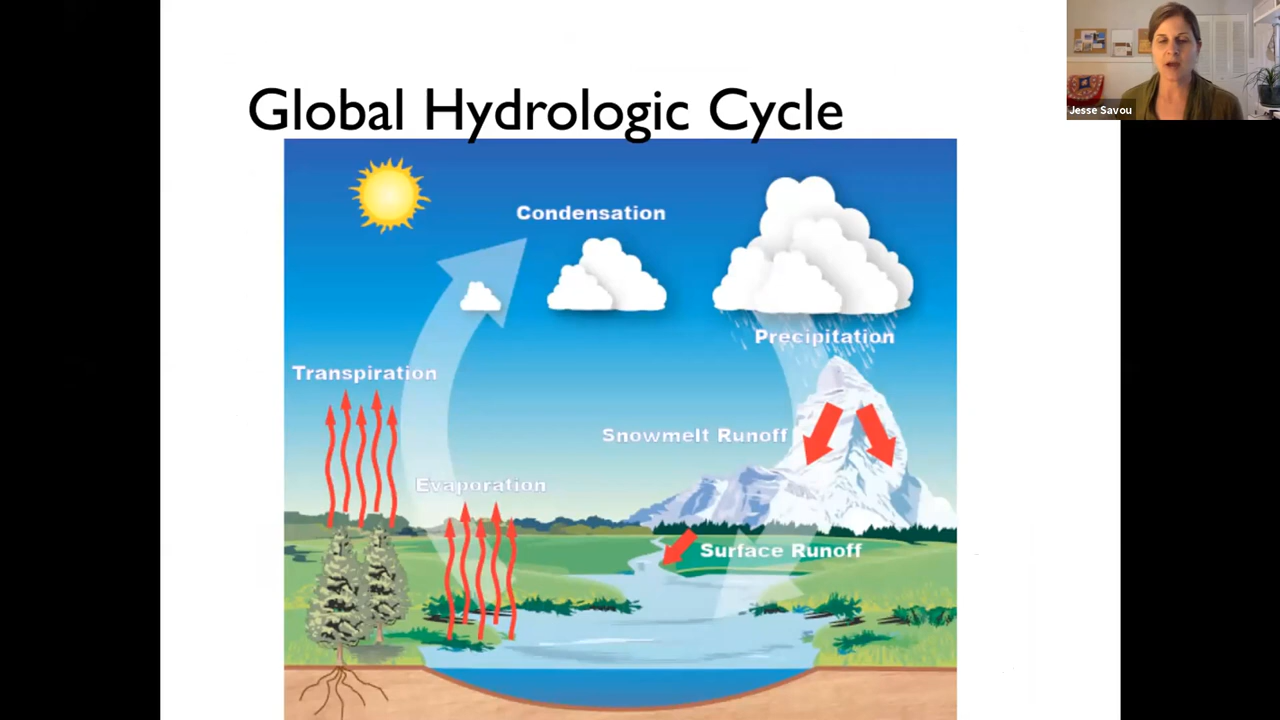 Global Hydrologic Cycle
Jesse Savou
Condensation
Precipitation
Transpiration
Snowmelt Runoff
Evaporation
Surface Runoff